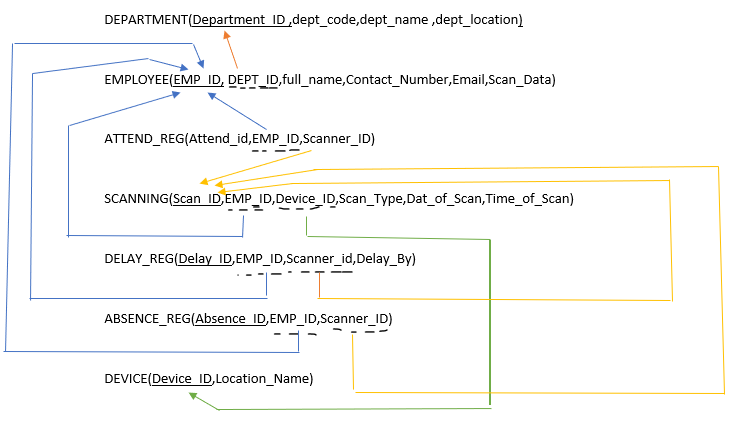 DEPARTMENT(Department_ID ,dept_code,dept_name ,dept_location)
EMPLOYEE(EMP_ID, DEPT_ID,full_name,Contact_Number,Email,Scan_Data)
ATTEND_REG(Attend_id,EMP_ID,Scanner_ID)
SCANNING(Scan_ID,EMP_ID,Device_ID,Scan_Type,Dat_of_Scan,Time_of_Scan)
DELAY_REG(Delay_ID,EMP_ID,Scanner_id,Delay_By)
ABSENCE_REG(Absence_ID,EMP_ID,Scanner_ID)
DEVICE(Device_ID,Location_Name)